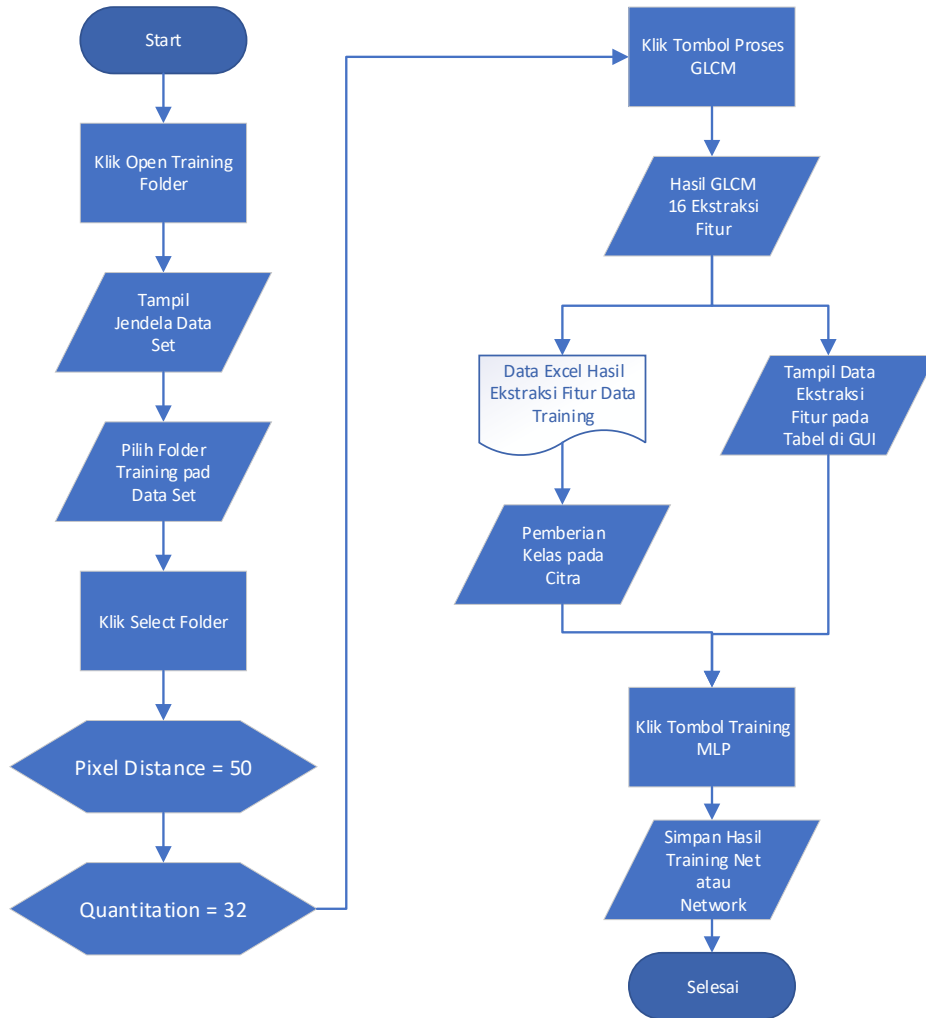 Start
Klik Open Training
Folder
Tampil
Jendela Data
Set
Pilih Folder
Training pad
Data Set
Klik Select Folder
Pixel Distance = 50
Quantitation = 32
Klik Tombol Proses
GLCM
Hasil GLCM
16 Ekstraksi
Fitur
Data Excel Hasil
Ekstraksi Fitur Data
Training
Tampil Data
Ekstraksi
Fitur pada
Tabel di GUI
Pemberian
Kelas pada
Citra
Klik Tombol Training
MLP
Simpan Hasil
Training Net
atau
Network
Selesai